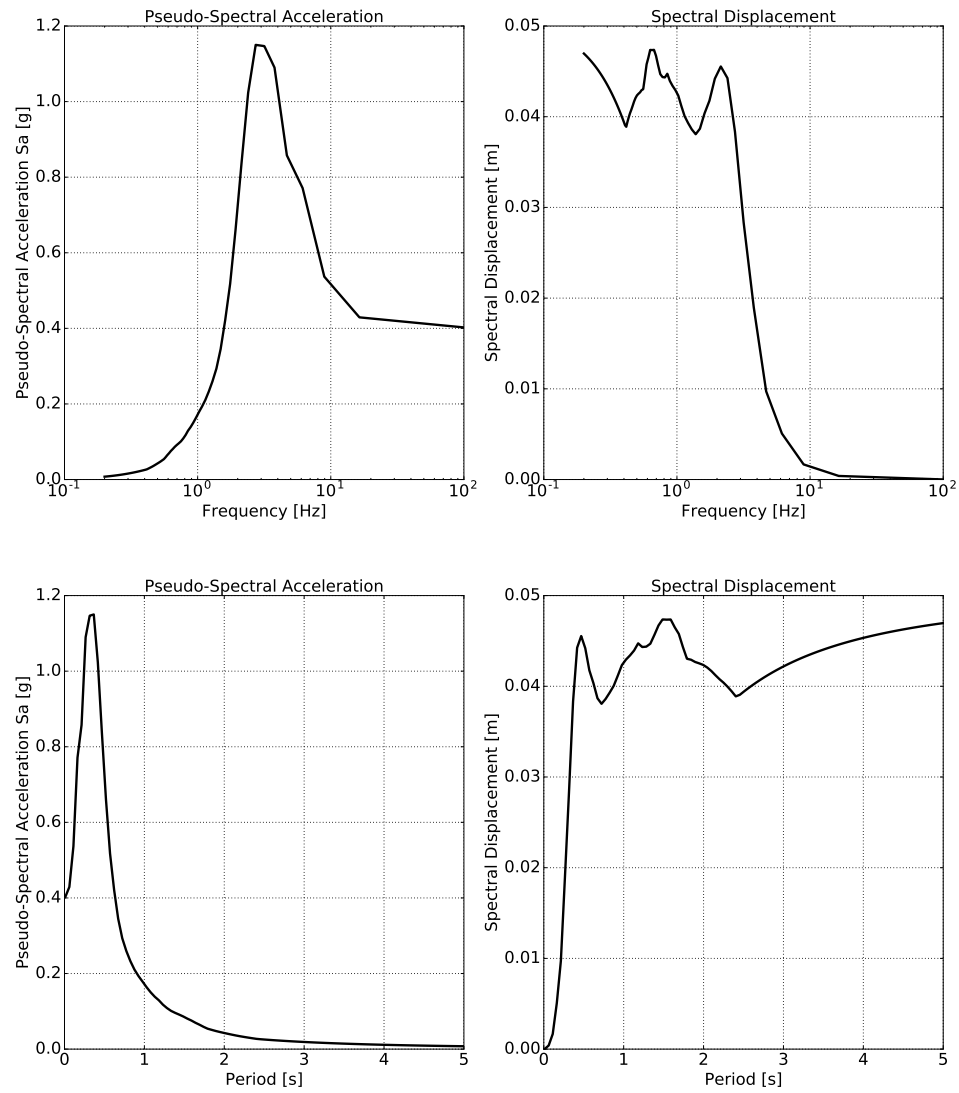 Pseudo-Spectral Acceleration
Pseudo-Spectral Acceleration Sa [g]
1.2
1.0
0.8
0.6
0.4
0.2
0.0
10^-1 10^0 10^1 10^2
Frequency [Hz]
Spectral Displacement
Spectral Displacement [m]
0.05
0.04
0.03
0.02
0.01
0.00
10^-1 10^0 10^1 10^2
Frequency [Hz]
Pseudo-Spectral Acceleration
Pseudo-Spectral Acceleration Sa [g]
1.2
1.0
0.8
0.6
0.4
0.2
0.0
0 1 2 3 4 5
Period [s]
Spectral Displacement
Spectral Displacement [m]
0.05
0.04
0.03
0.02
0.01
0.00
0 1 2 3 4 5
Period [s]